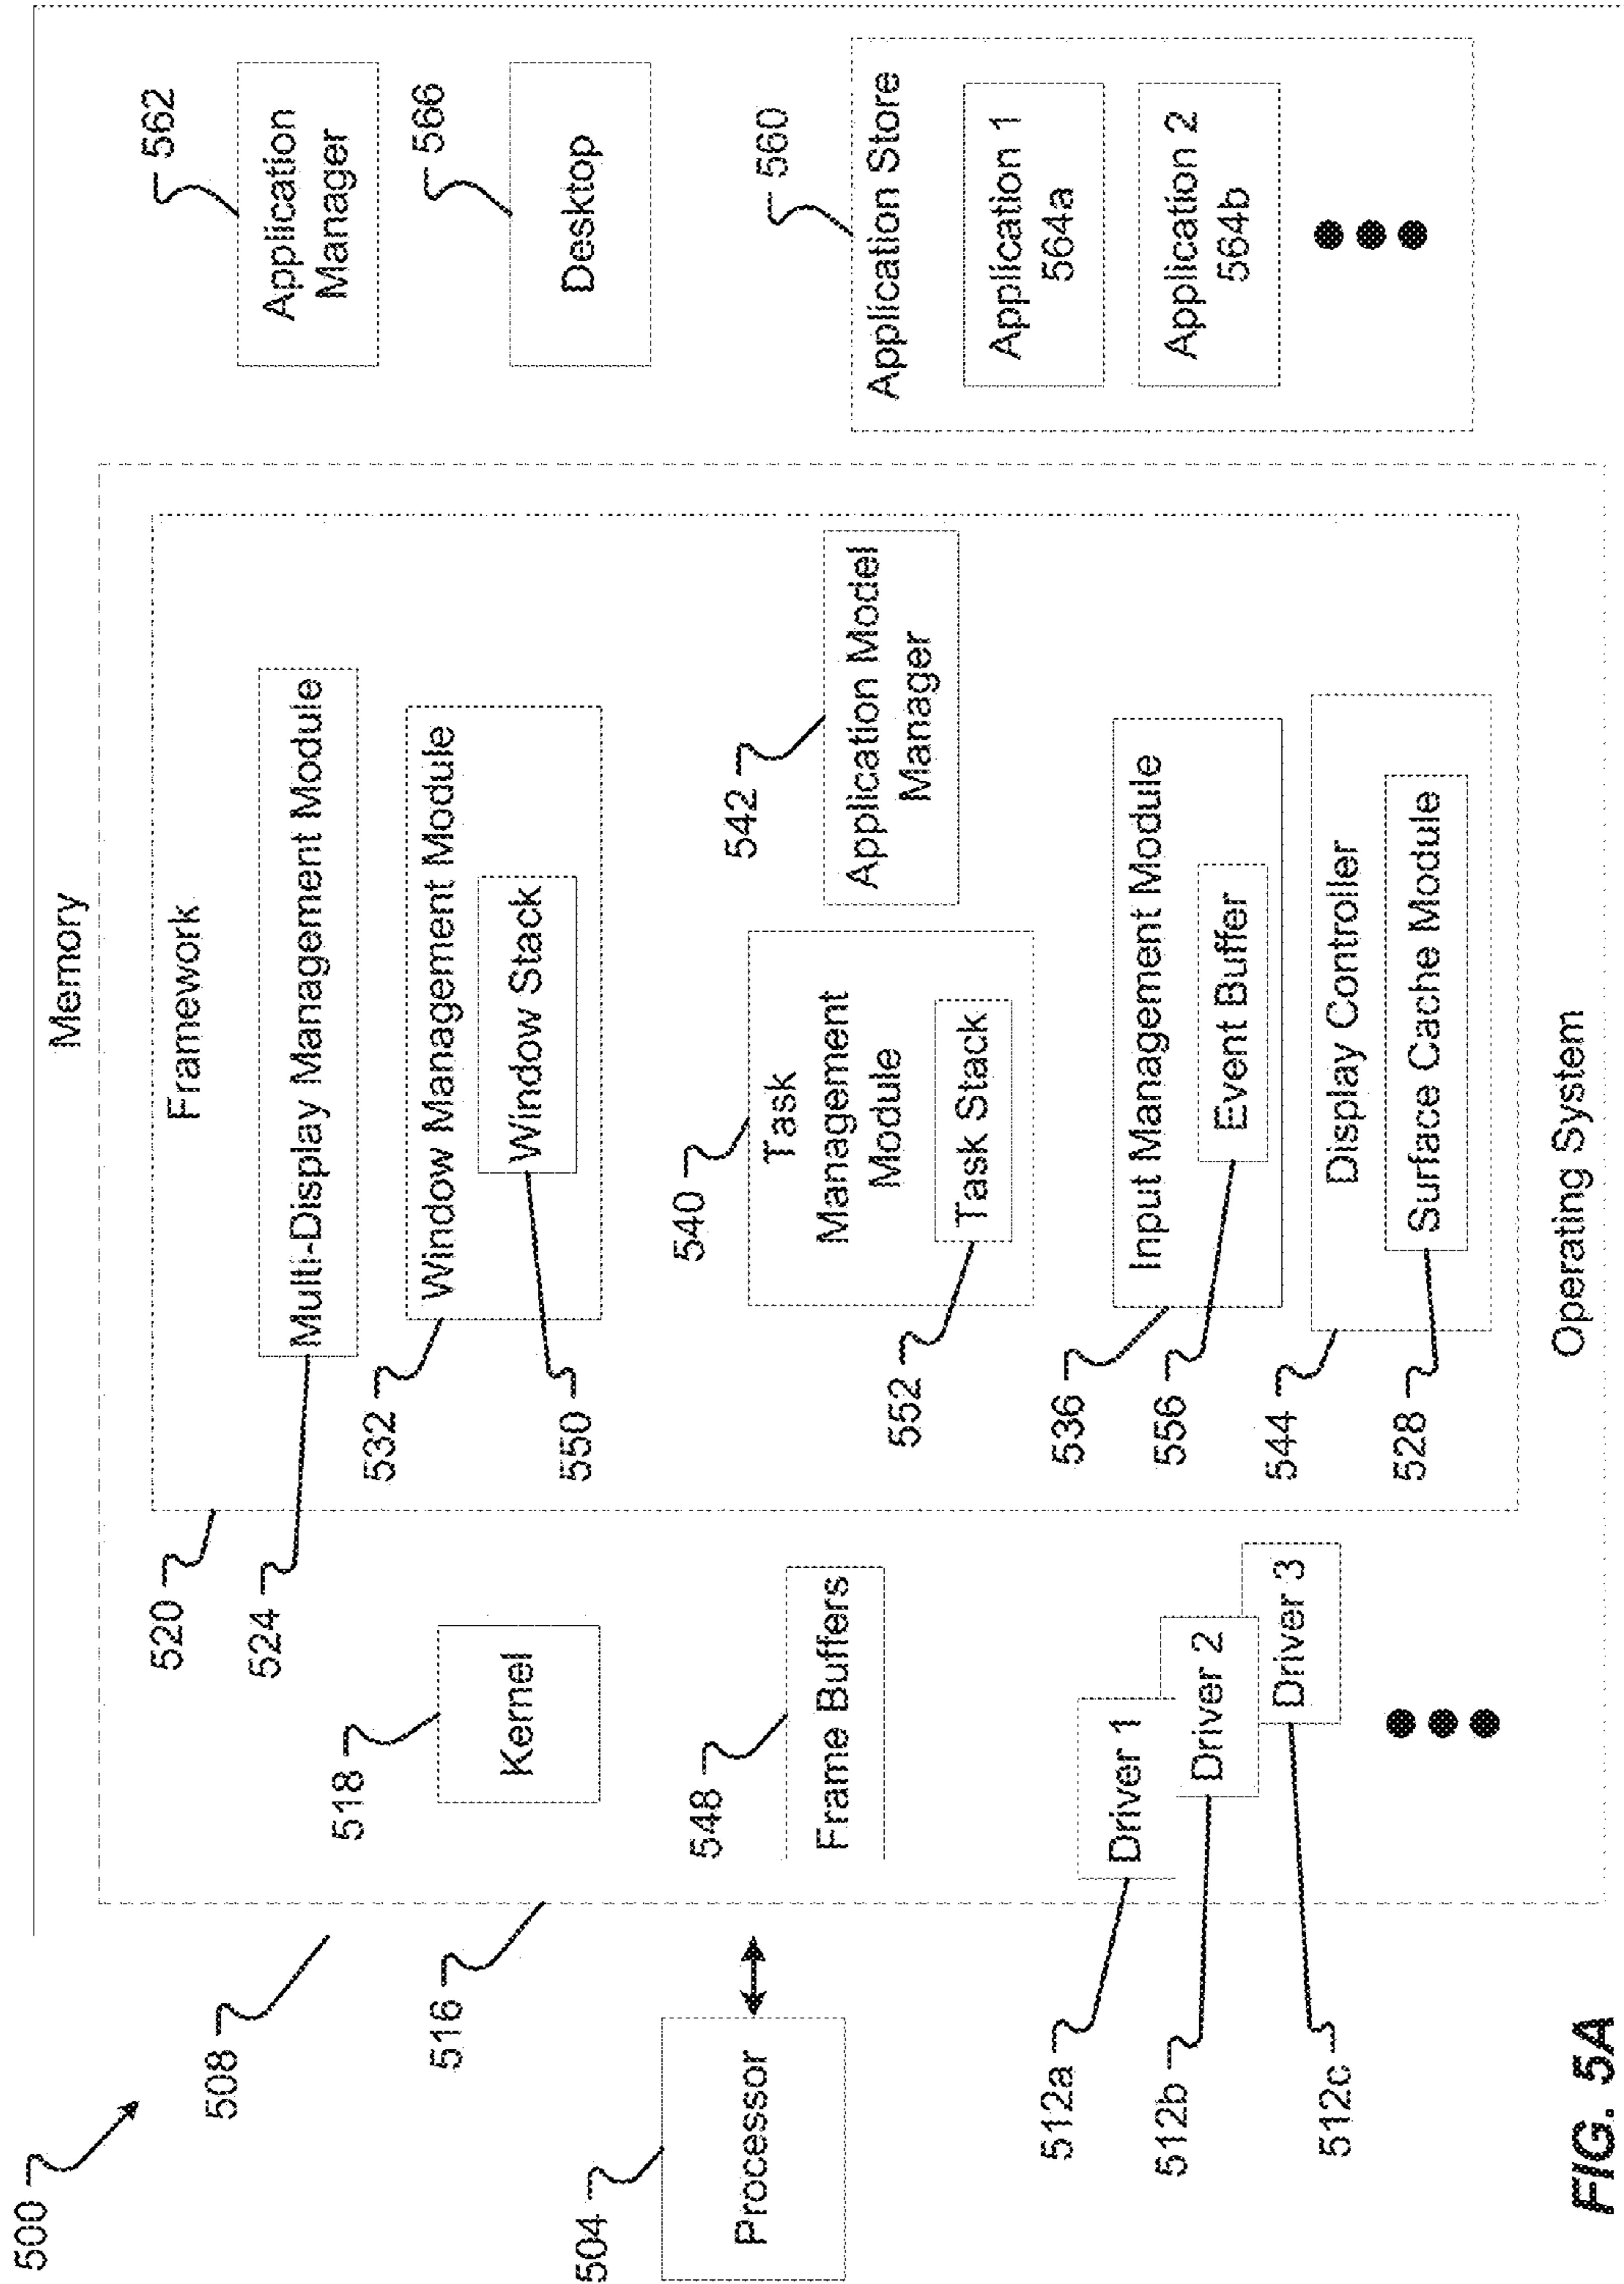 500
508
Memory
516
520
Framework
524
Multi-Display Management Module
532
Window Management Module
550
Window Stack
518
Kernel
540
Task
Management
Module
552
Task Stack
542
Application Model
Manager
504
Processor
548
Frame Buffers
536
Input Management Module
556
Event Buffer
544
Display Controller
528
Surface Cache Module
512a
Driver 1
512b
Driver 2
512c
Driver 3
Operating System
562
Application
Manager
566
Desktop
560
Application Store
Application 1
564a
Application 2
564b
FIG. 5A